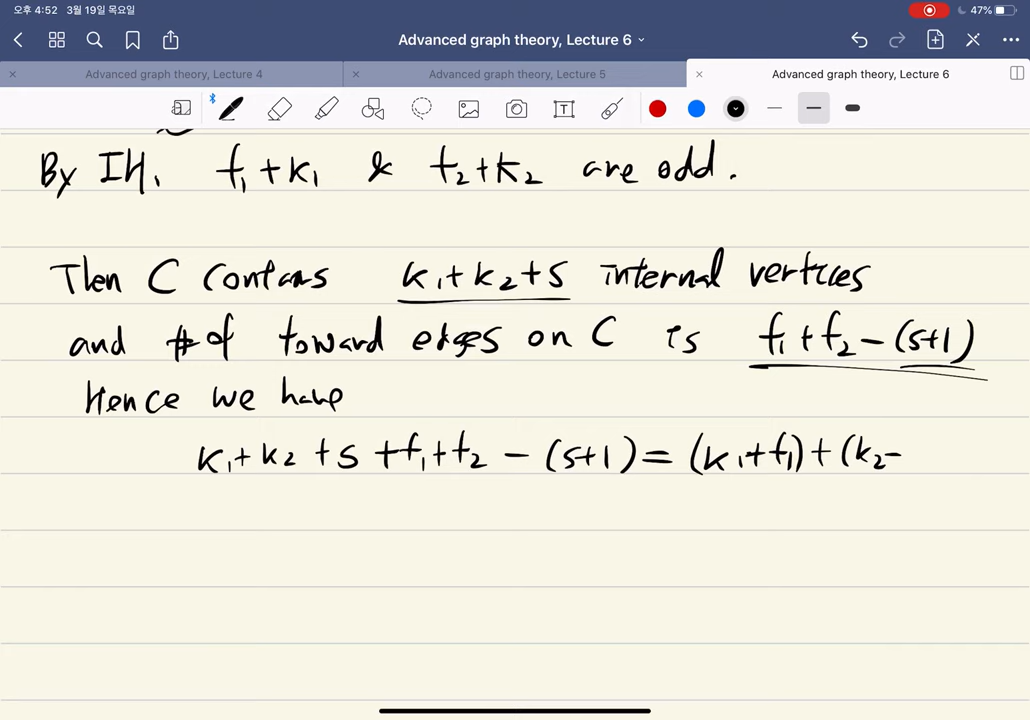 오후 4:52 3월 19일 목요일 47%
Advanced graph theory, Lecture 6
Advanced graph theory, Lecture 4
Advanced graph theory, Lecture 5
Advanced graph theory, Lecture 6
By IH, f₁+k₁ & f₂+k₂ are odd.
Then C contans k₁+k₂+s internal vertices
and # of toward edges on C is f₁+f₂-(s+1)
Hence we have
k₁+k₂+s+f₁+f₂-(s+1)=(k₁+f₁)+(k₂-